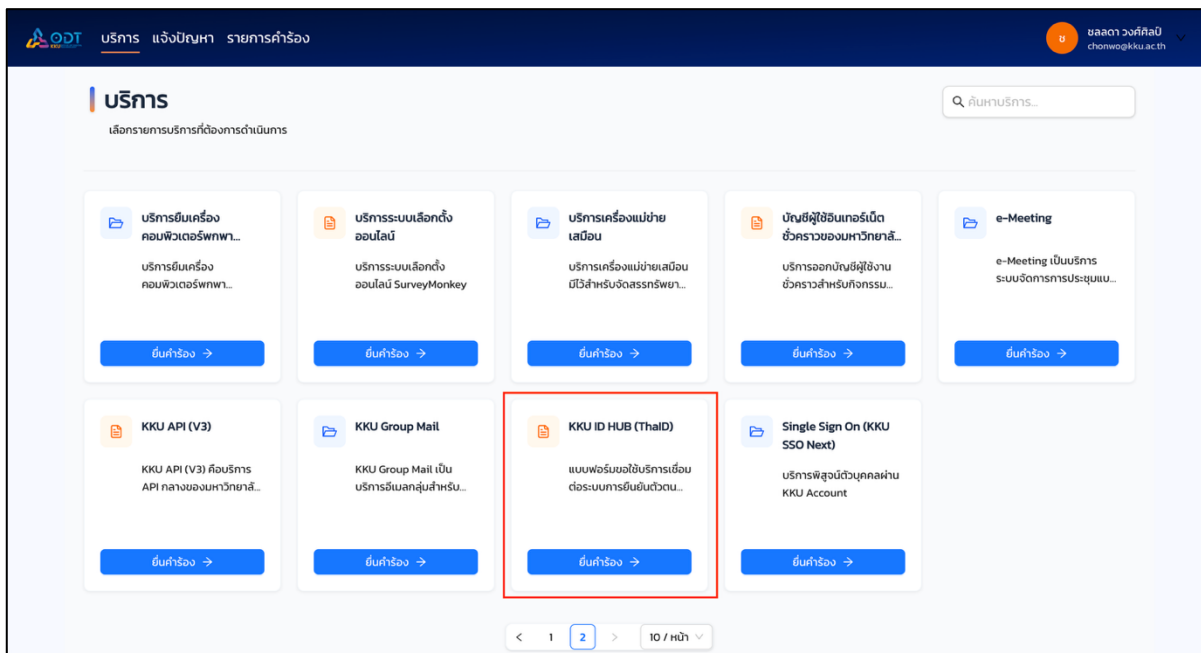 ODT บริการ แจ้งปัญหา รายการคำร้อง
ช ชลลดา วงศ์ศิลป์
chonwo@kku.ac.th
บริการ
ค้นหาบริการ...
เลือกรายการบริการที่ต้องการดำเนินการ
บริการยืมเครื่อง
คอมพิวเตอร์พกพา...
บริการยืมเครื่อง
คอมพิวเตอร์พกพา...
ยื่นคำร้อง →
บริการระบบเลือกตั้ง
ออนไลน์
บริการระบบเลือกตั้ง
ออนไลน์ SurveyMonkey
ยื่นคำร้อง →
บริการเครื่องแม่ข่าย
เสมือน
บริการเครื่องแม่ข่ายเสมือน
มีไว้สำหรับจัดสรรทรัพยา...
ยื่นคำร้อง →
บัญชีผู้ใช้อินเทอร์เน็ต
ชั่วคราวของมหาวิทยาลั...
บริการออกบัญชีผู้ใช้งาน
ชั่วคราวสำหรับกิจกรรม...
ยื่นคำร้อง →
e-Meeting
e-Meeting เป็นบริการ
ระบบจัดการการประชุมแบ...
ยื่นคำร้อง →
KKU API (V3)
KKU API (V3) คือบริการ
API กลางของมหาวิทยาลั...
ยื่นคำร้อง →
KKU Group Mail
KKU Group Mail เป็น
บริการอีเมลกลุ่มสำหรับ...
ยื่นคำร้อง →
KKU ID HUB (ThaID)
แบบฟอร์มขอใช้บริการเชื่อม
ต่อระบบการยืนยันตัวตน...
ยื่นคำร้อง →
Single Sign On (KKU
SSO Next)
บริการพิสูจน์ตัวบุคคลผ่าน
KKU Account
ยื่นคำร้อง →
< 1 2 > 10 / หน้า